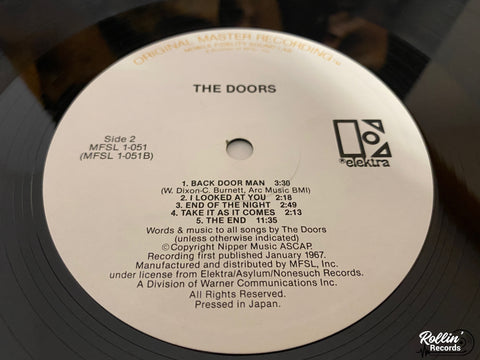 ORIGINAL MASTER RECORDING™
THE DOORS
Side 2
MFSL 1-051
(MFSL 1-051B)
®elektra
1. BACK DOOR MAN 3:30
(W. Dixon-C. Burnett, Arc Music BMI)
2. I LOOKED AT YOU 2:18
3. END OF THE NIGHT 2:49
4. TAKE IT AS IT COMES 2:13
5. THE END 11:35
Words & music to all songs by The Doors
(unless otherwise indicated)
©Copyright Nipper Music ASCAP.
Recording first published January 1967.
Manufactured and distributed by MFSL, Inc.
under license from Elektra/Asylum/Nonesuch Records.
A Division of Warner Communications Inc.
All Rights Reserved.
Pressed in Japan.
Rollin'
Records